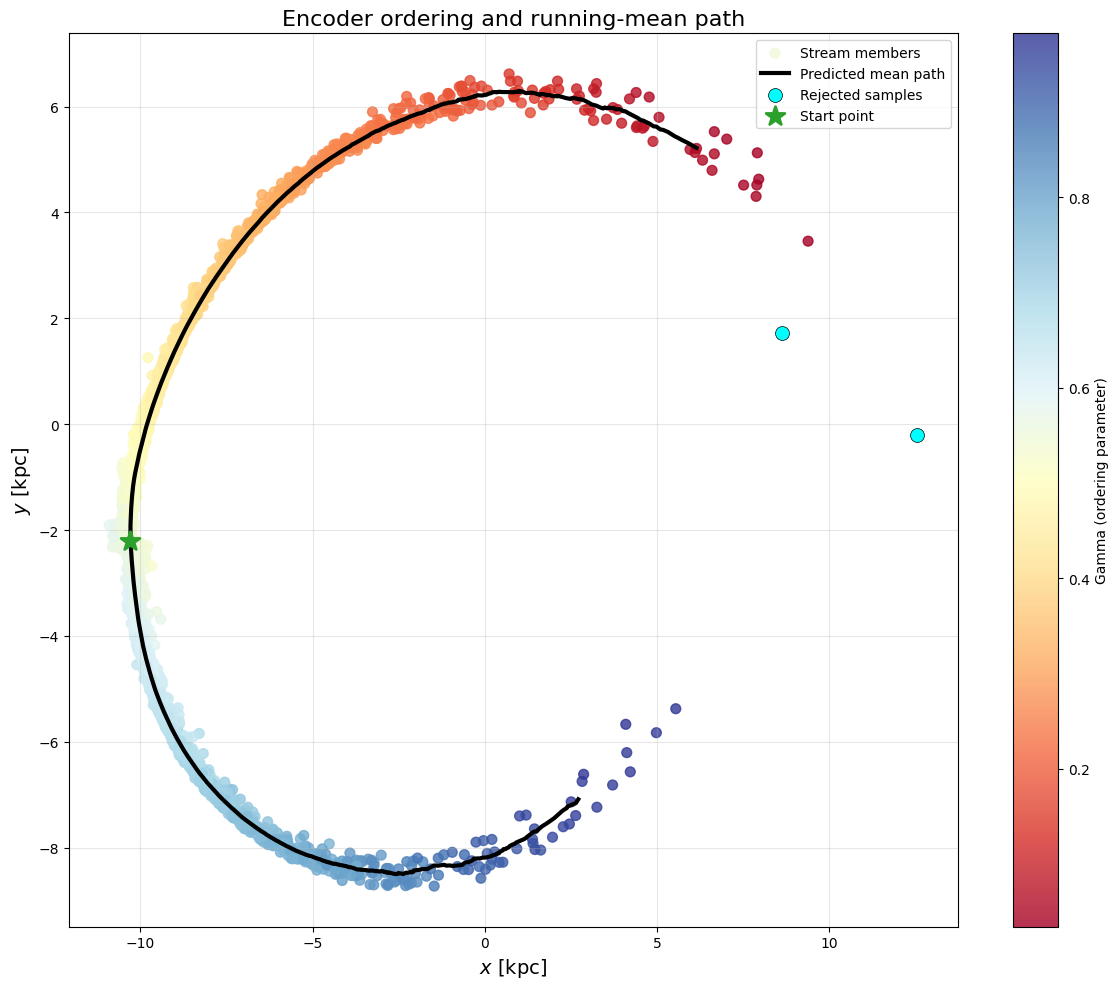 Encoder ordering and running-mean path
Stream members
Predicted mean path
Rejected samples
Start point
6
4
2
0
−2
−4
−6
−8
y [kpc]
−10
−5
0
5
10
x [kpc]
0.8
0.6
0.4
0.2
Gamma (ordering parameter)